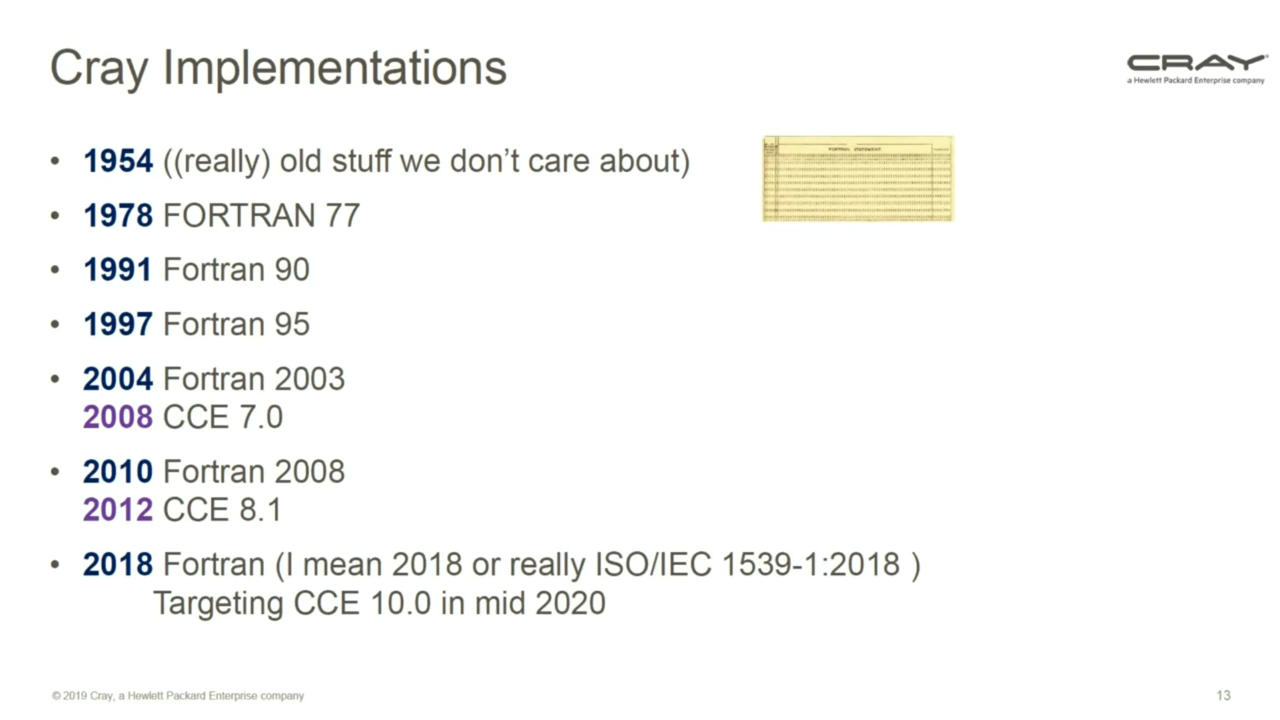 Cray Implementations
CRAY
a Hewlett Packard Enterprise company
• 1954 ((really) old stuff we don’t care about)
FORTRAN STATEMENT
• 1978 FORTRAN 77
• 1991 Fortran 90
• 1997 Fortran 95
• 2004 Fortran 2003
2008 CCE 7.0
• 2010 Fortran 2008
2012 CCE 8.1
• 2018 Fortran (I mean 2018 or really ISO/IEC 1539-1:2018 )
Targeting CCE 10.0 in mid 2020
© 2019 Cray, a Hewlett Packard Enterprise company
13